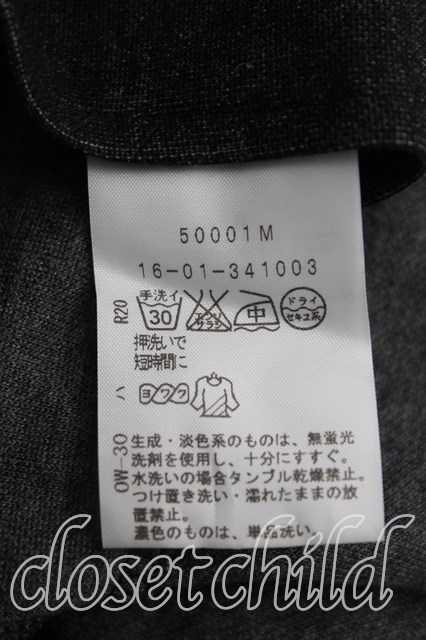 50001M
16-01-341003
R20
手洗イ
30
エンソ
サラシ
中
ドライ
セキユ系
押洗いで
短時間に
ハ
ヨワク
OW-30
生成・淡色系のものは、無蛍光
洗剤を使用し、十分にすすぐ。
水洗いの場合タンブル乾燥禁止。
つけ置き洗い・濡れたままの放
置禁止。
濃色のものは、単品洗い。
closetchild